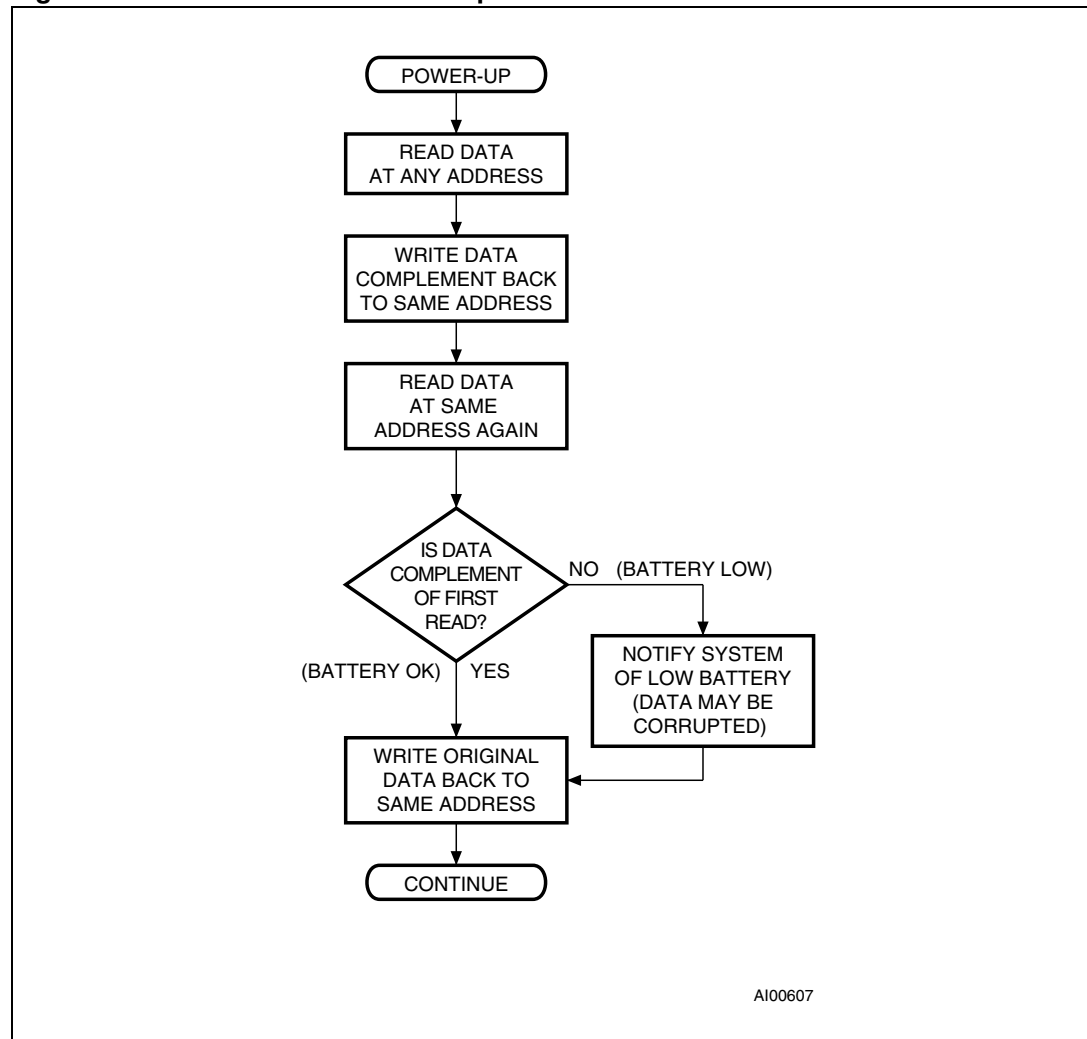 POWER-UP
READ DATA
AT ANY ADDRESS
WRITE DATA
COMPLEMENT BACK
TO SAME ADDRESS
READ DATA
AT SAME
ADDRESS AGAIN
IS DATA
COMPLEMENT
OF FIRST
READ?
NO (BATTERY LOW)
NOTIFY SYSTEM
OF LOW BATTERY
(DATA MAY BE
CORRUPTED)
(BATTERY OK) YES
WRITE ORIGINAL
DATA BACK TO
SAME ADDRESS
CONTINUE
AI00607